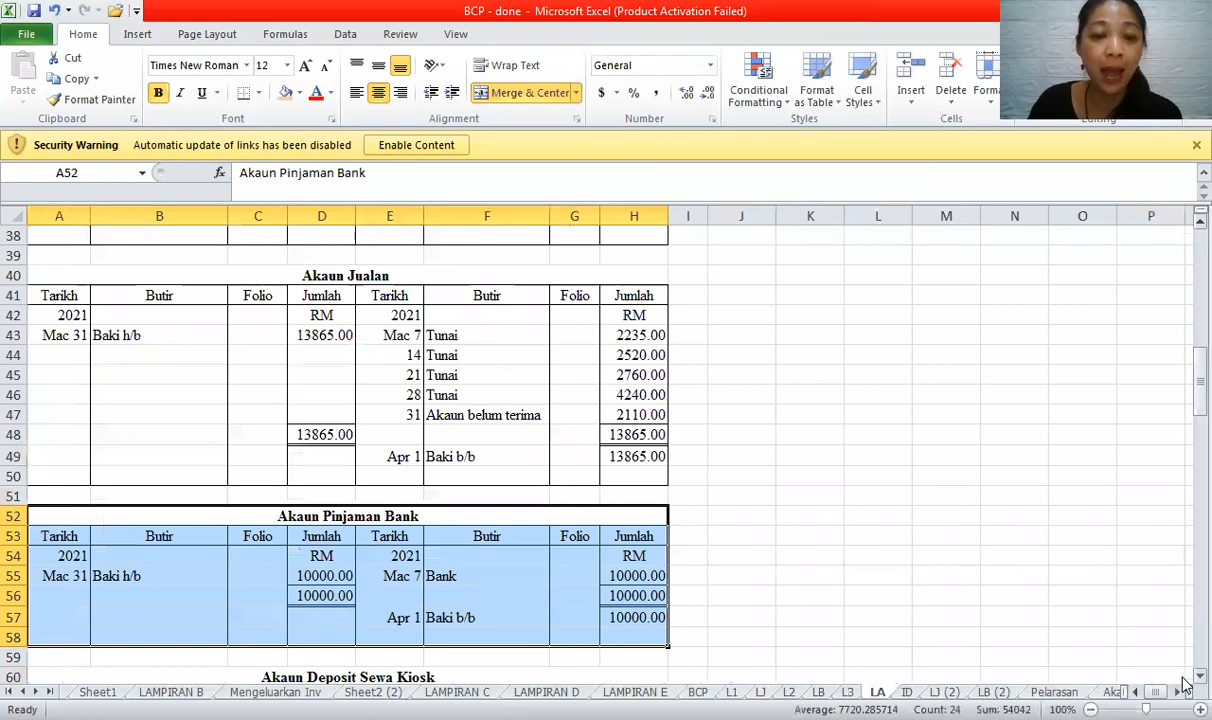 BCP - done - Microsoft Excel (Product Activation Failed)
File Home Insert Page Layout Formulas Data Review View
Cut
Copy
Format Painter
Paste
Clipboard
Times New Roman 12
B I U
Font
Wrap Text
Merge & Center
Alignment
General
$ % ,
Number
Conditional Formatting
Format as Table
Cell Styles
Styles
Insert Delete Forma
Cells
Editing
Security Warning Automatic update of links has been disabled Enable Content
A52 fx Akaun Pinjaman Bank
A B C D E F G H I J K L M N O P
38
39
40 Akaun Jualan
41 Tarikh Butir Folio Jumlah Tarikh Butir Folio Jumlah
42 2021 RM 2021 RM
43 Mac 31 Baki h/b 13865.00 Mac 7 Tunai 2235.00
44 14 Tunai 2520.00
45 21 Tunai 2760.00
46 28 Tunai 4240.00
47 31 Akaun belum terima 2110.00
48 13865.00 13865.00
49 Apr 1 Baki b/b 13865.00
50
51
52 Akaun Pinjaman Bank
53 Tarikh Butir Folio Jumlah Tarikh Butir Folio Jumlah
54 2021 RM 2021 RM
55 Mac 31 Baki h/b 10000.00 Mac 7 Bank 10000.00
56 10000.00 10000.00
57 Apr 1 Baki b/b 10000.00
58
59
60 Akaun Deposit Sewa Kiosk
Sheet1 LAMPIRAN B Mengeluarkan Inv Sheet2 (2) LAMPIRAN C LAMPIRAN D LAMPIRAN E BCP L1 LJ L2 LB L3 LA ID LJ (2) LB (2) Pelarasan Aka
Ready Average: 7720.285714 Count: 24 Sum: 54042 100%